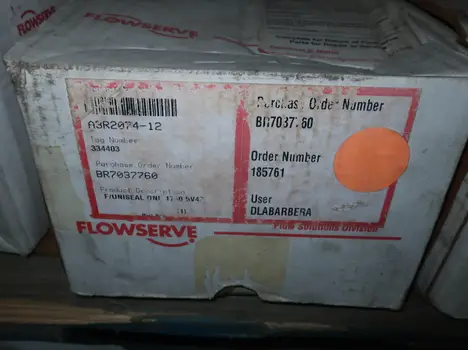 FLOWSERVE
A3R2074-12
Tag Number
334403
Purchase Order Number
BR7037760
Product Description
Purchase Order Number
BR7037760
Order Number
185761
User
DLABARBERA
FLOWSERVE
Flow Solutions Division